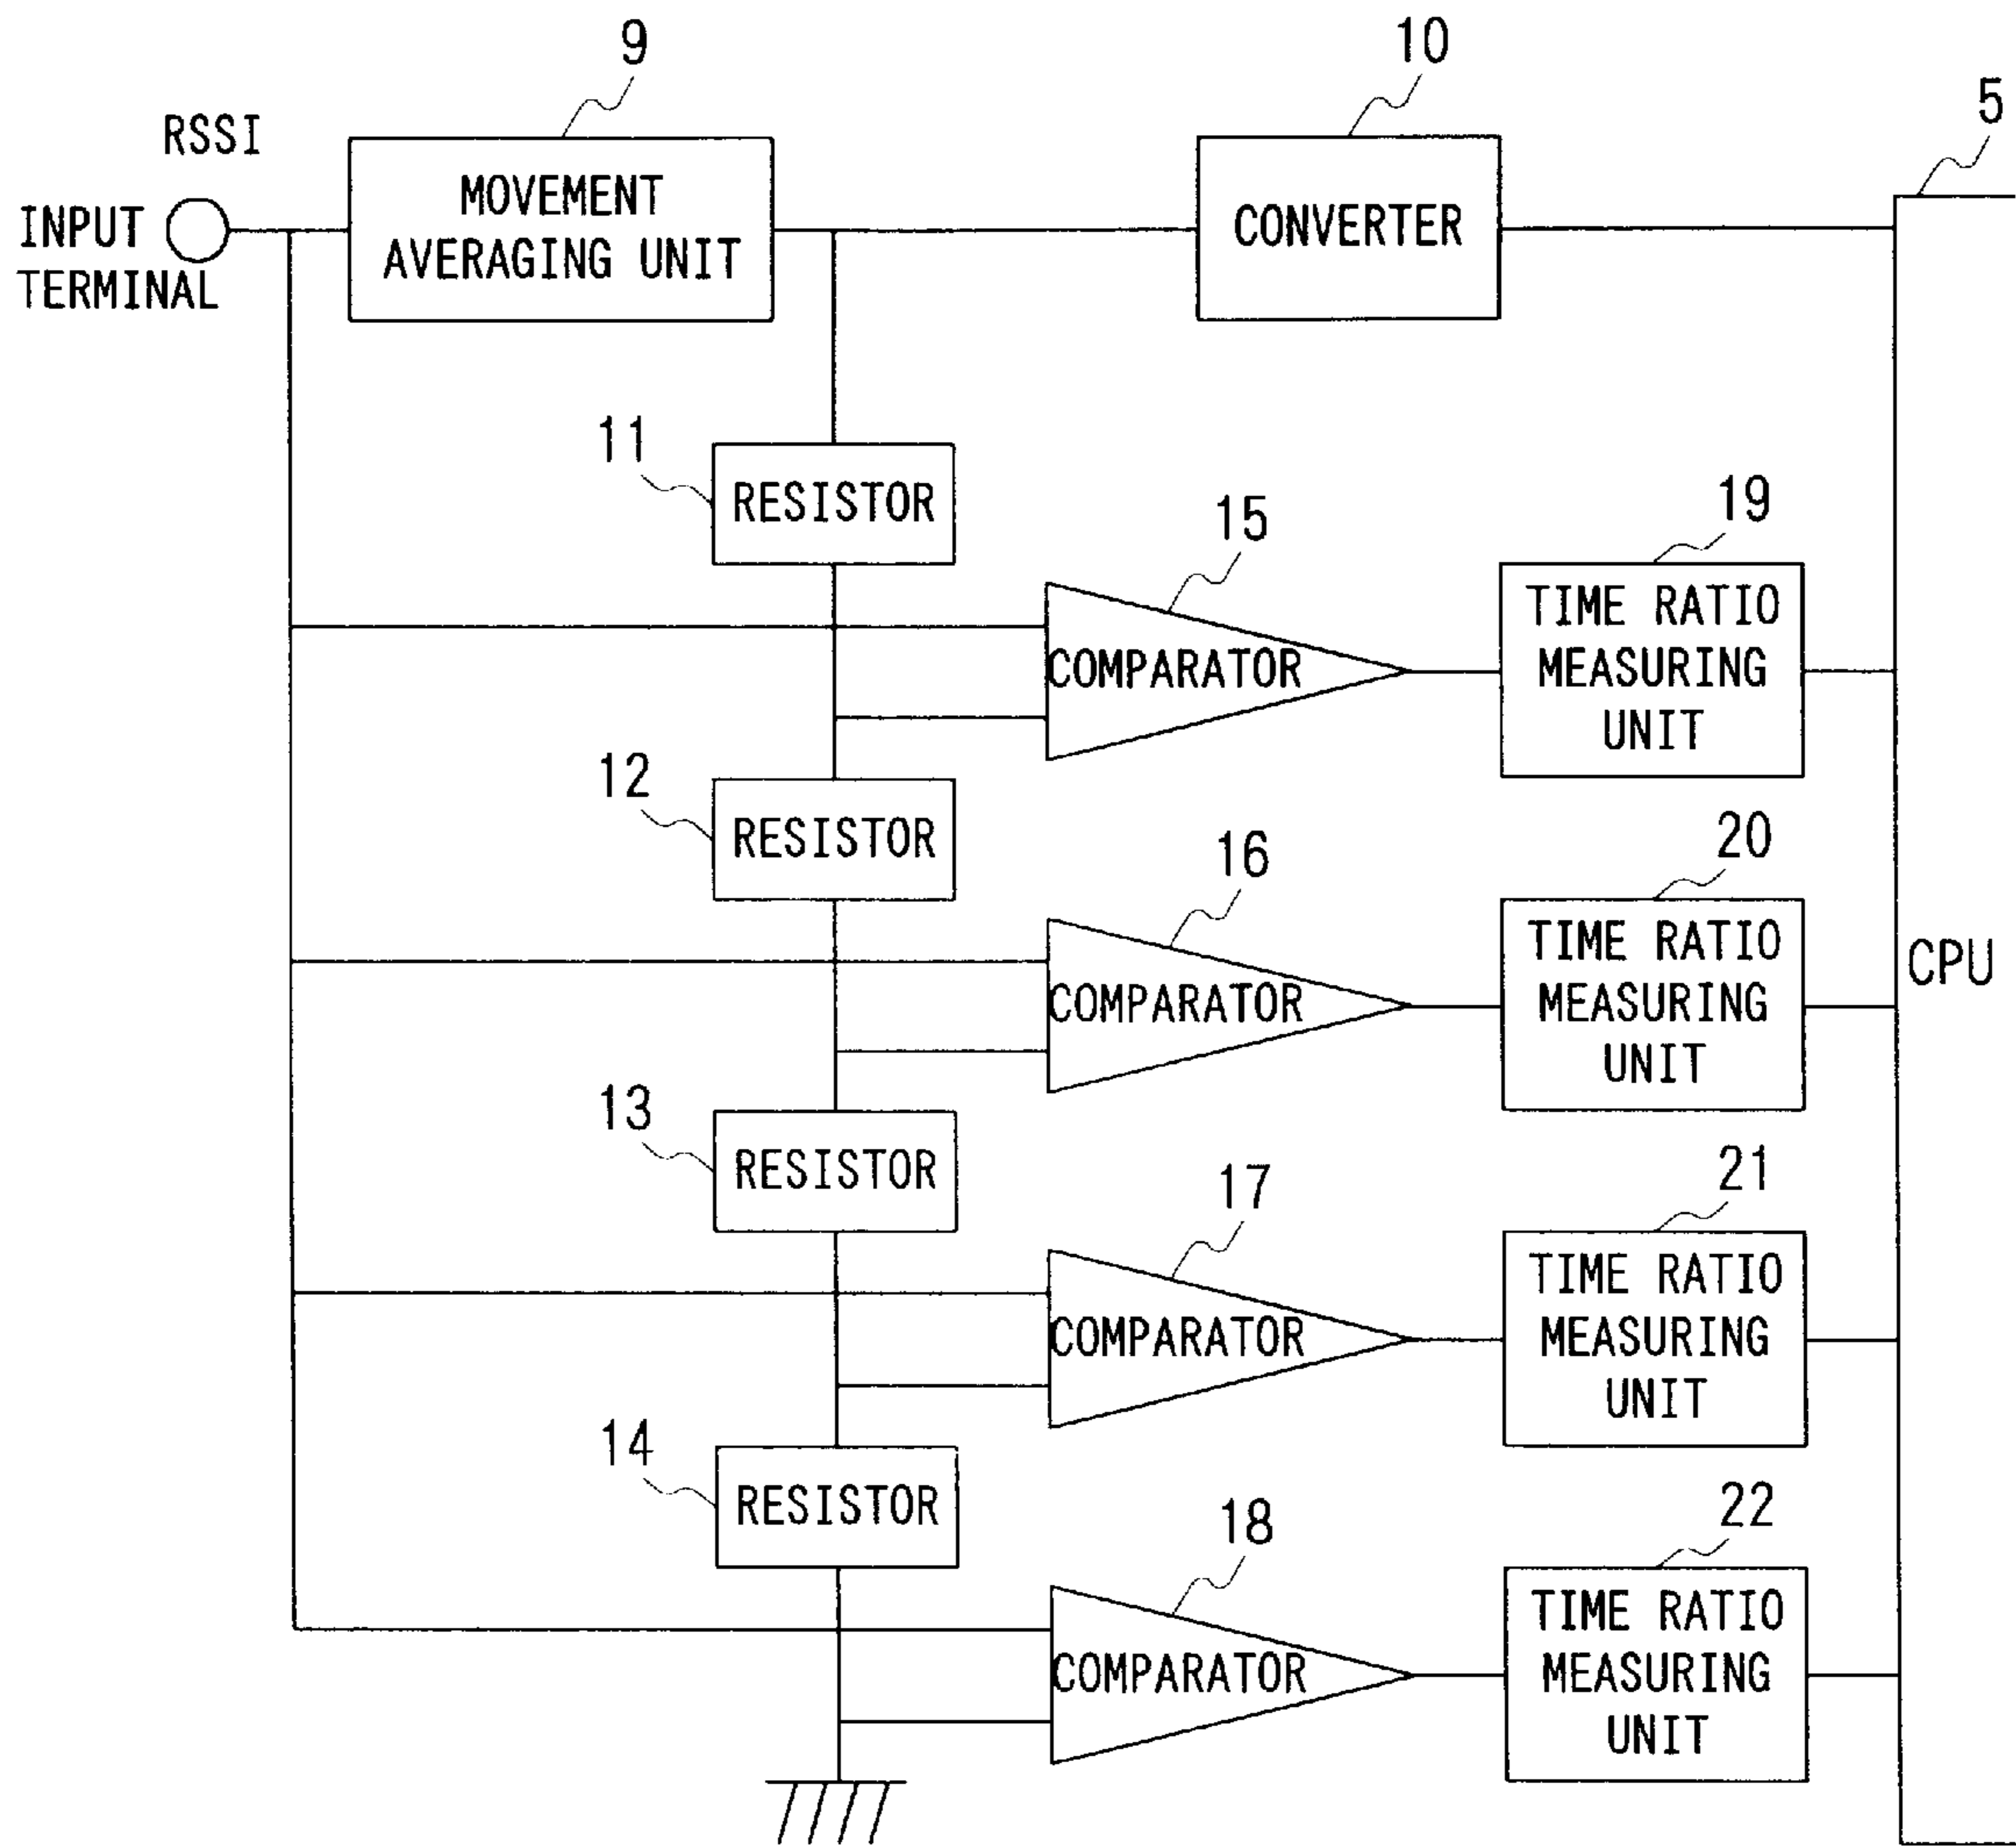 9
10
5
RSSI
INPUT
TERMINAL
MOVEMENT
AVERAGING UNIT
CONVERTER
11
RESISTOR
15
COMPARATOR
19
TIME RATIO
MEASURING
UNIT
12
RESISTOR
16
COMPARATOR
20
TIME RATIO
MEASURING
UNIT
CPU
13
RESISTOR
17
COMPARATOR
21
TIME RATIO
MEASURING
UNIT
14
RESISTOR
18
COMPARATOR
22
TIME RATIO
MEASURING
UNIT